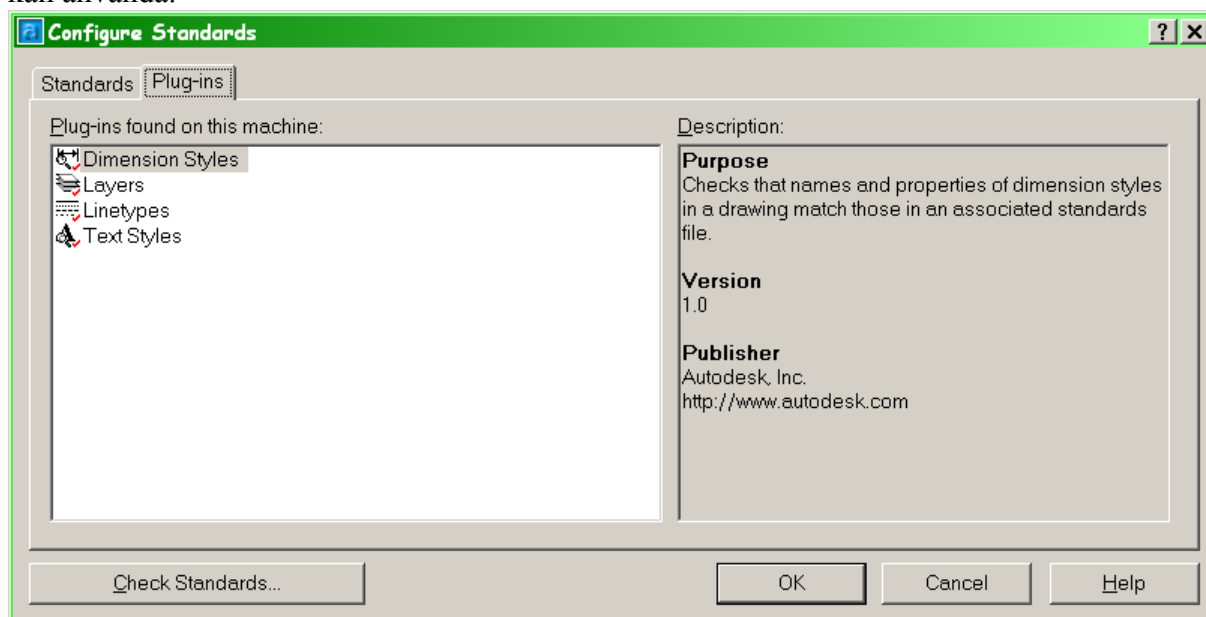 kan använda.
Configure Standards
Standards Plug-ins
Plug-ins found on this machine:
Dimension Styles
Layers
Linetypes
Text Styles
Description:
Purpose
Checks that names and properties of dimension styles
in a drawing match those in an associated standards
file.
Version
1.0
Publisher
Autodesk, Inc.
http://www.autodesk.com
Check Standards...
OK Cancel Help